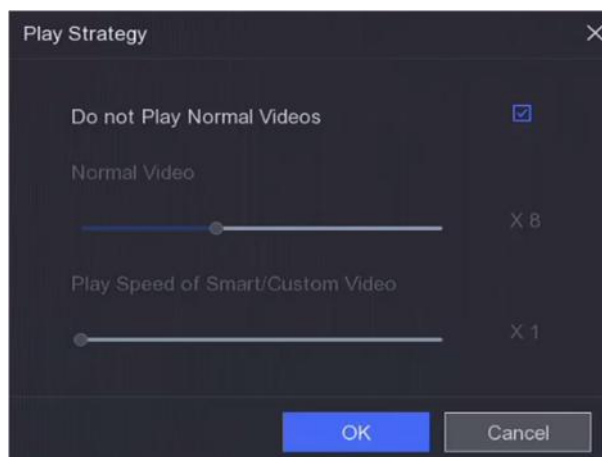 Play Strategy
Do not Play Normal Videos
Normal Video
X 8
Play Speed of Smart/Custom Video
X 1
OK
Cancel